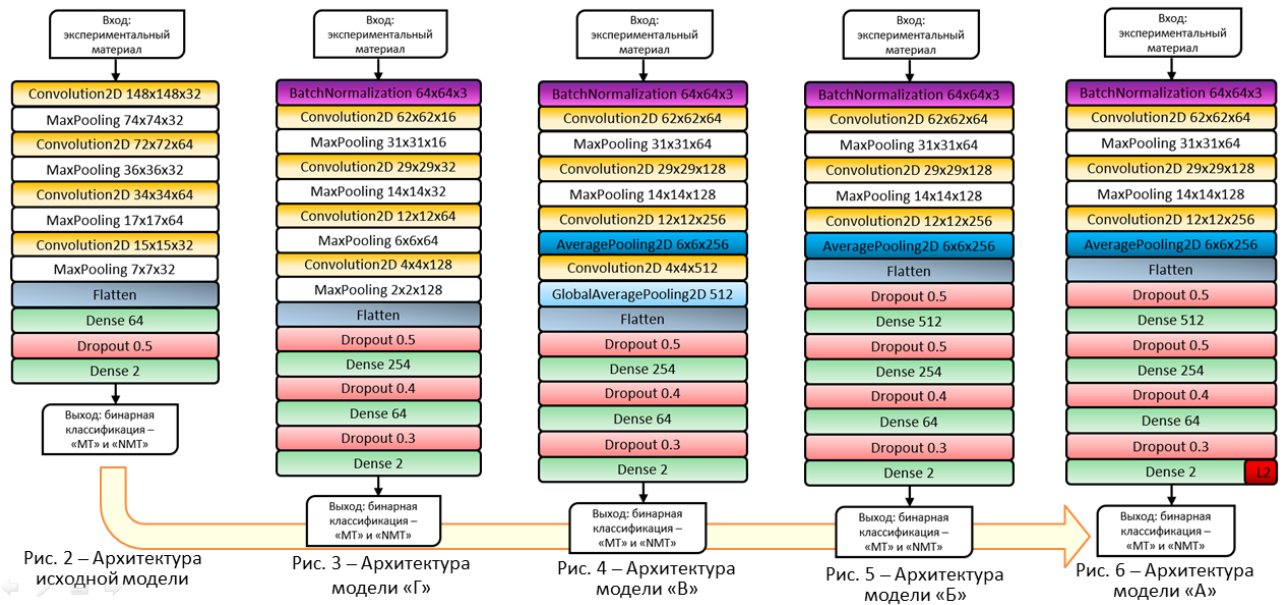 Вход:
экспериментальный
материал
Convolution2D 148x148x32
MaxPooling 74x74x32
Convolution2D 72x72x64
MaxPooling 36x36x32
Convolution2D 34x34x64
MaxPooling 17x17x64
Convolution2D 15x15x32
MaxPooling 7x7x32
Flatten
Dense 64
Dropout 0.5
Dense 2
Выход: бинарная
классификация –
«МТ» и «NMT»
Рис. 2 – Архитектура
исходной модели
Вход:
экспериментальный
материал
BatchNormalization 64x64x3
Convolution2D 62x62x16
MaxPooling 31x31x16
Convolution2D 29x29x32
MaxPooling 14x14x32
Convolution2D 12x12x64
MaxPooling 6x6x64
Convolution2D 4x4x128
MaxPooling 2x2x128
Flatten
Dropout 0.5
Dense 254
Dropout 0.4
Dense 64
Dropout 0.3
Dense 2
Выход: бинарная
классификация –
«МТ» и «NMT»
Рис. 3 – Архитектура
модели «Г»
Вход:
экспериментальный
материал
BatchNormalization 64x64x3
Convolution2D 62x62x64
MaxPooling 31x31x64
Convolution2D 29x29x128
MaxPooling 14x14x128
Convolution2D 12x12x256
AveragePooling2D 6x6x256
Convolution2D 4x4x512
GlobalAveragePooling2D 512
Flatten
Dropout 0.5
Dense 254
Dropout 0.4
Dense 64
Dropout 0.3
Dense 2
Выход: бинарная
классификация –
«МТ» и «NMT»
Рис. 4 – Архитектура
модели «В»
Вход:
экспериментальный
материал
BatchNormalization 64x64x3
Convolution2D 62x62x64
MaxPooling 31x31x64
Convolution2D 29x29x128
MaxPooling 14x14x128
Convolution2D 12x12x256
AveragePooling2D 6x6x256
Flatten
Dropout 0.5
Dense 512
Dropout 0.5
Dense 254
Dropout 0.4
Dense 64
Dropout 0.3
Dense 2
Выход: бинарная
классификация –
«МТ» и «NMT»
Рис. 5 – Архитектура
модели «Б»
Вход:
экспериментальный
материал
BatchNormalization 64x64x3
Convolution2D 62x62x64
MaxPooling 31x31x64
Convolution2D 29x29x128
MaxPooling 14x14x128
Convolution2D 12x12x256
AveragePooling2D 6x6x256
Flatten
Dropout 0.5
Dense 512
Dropout 0.5
Dense 254
Dropout 0.4
Dense 64
Dropout 0.3
Dense 2
L2
Выход: бинарная
классификация –
«МТ» и «NMT»
Рис. 6 – Архитектура
модели «А»